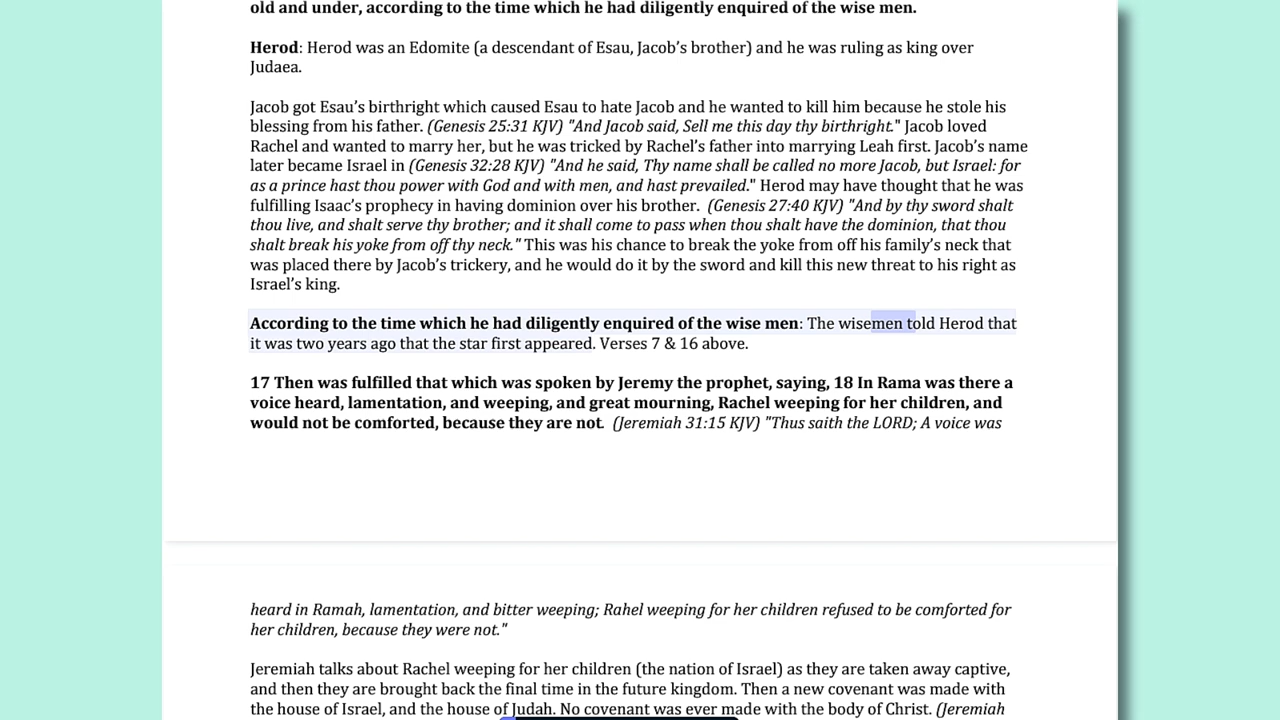 old and under, according to the time which he had diligently enquired of the wise men.
Herod: Herod was an Edomite (a descendant of Esau, Jacob’s brother) and he was ruling as king over
Judaea.
Jacob got Esau’s birthright which caused Esau to hate Jacob and he wanted to kill him because he stole his
blessing from his father. (Genesis 25:31 KJV) "And Jacob said, Sell me this day thy birthright." Jacob loved
Rachel and wanted to marry her, but he was tricked by Rachel’s father into marrying Leah first. Jacob’s name
later became Israel in (Genesis 32:28 KJV) "And he said, Thy name shall be called no more Jacob, but Israel: for
as a prince hast thou power with God and with men, and hast prevailed." Herod may have thought that he was
fulfilling Isaac’s prophecy in having dominion over his brother. (Genesis 27:40 KJV) "And by thy sword shalt
thou live, and shalt serve thy brother; and it shall come to pass when thou shalt have the dominion, that thou
shalt break his yoke from off thy neck." This was his chance to break the yoke from off his family’s neck that
was placed there by Jacob’s trickery, and he would do it by the sword and kill this new threat to his right as
Israel’s king.
According to the time which he had diligently enquired of the wise men: The wisemen told Herod that
it was two years ago that the star first appeared. Verses 7 & 16 above.
17 Then was fulfilled that which was spoken by Jeremy the prophet, saying, 18 In Rama was there a
voice heard, lamentation, and weeping, and great mourning, Rachel weeping for her children, and
would not be comforted, because they are not. (Jeremiah 31:15 KJV) "Thus saith the LORD; A voice was
heard in Ramah, lamentation, and bitter weeping; Rahel weeping for her children refused to be comforted for
her children, because they were not."
Jeremiah talks about Rachel weeping for her children (the nation of Israel) as they are taken away captive,
and then they are brought back the final time in the future kingdom. Then a new covenant was made with
the house of Israel, and the house of Judah. No covenant was ever made with the body of Christ. (Jeremiah